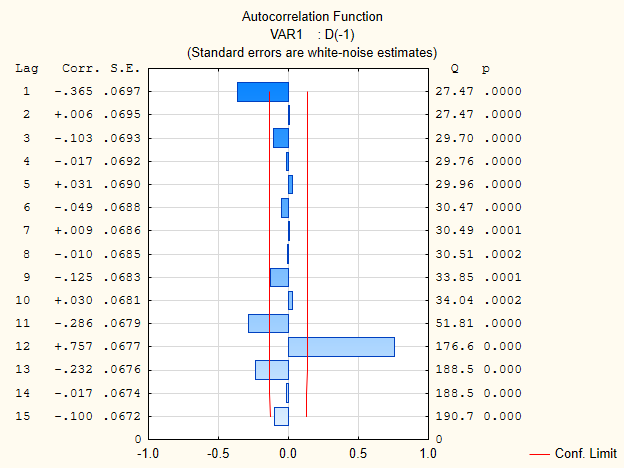 Autocorrelation Function
VAR1 : D(-1)
(Standard errors are white-noise estimates)
Lag Corr. S.E. Q p
1 -.365 .0697 27.47 .0000
2 +.006 .0695 27.47 .0000
3 -.103 .0693 29.70 .0000
4 -.017 .0692 29.76 .0000
5 +.031 .0690 29.96 .0000
6 -.049 .0688 30.47 .0000
7 +.009 .0686 30.49 .0001
8 -.010 .0685 30.51 .0002
9 -.125 .0683 33.85 .0001
10 +.030 .0681 34.04 .0002
11 -.286 .0679 51.81 .0000
12 +.757 .0677 176.6 0.000
13 -.232 .0676 188.5 0.000
14 -.017 .0674 188.5 0.000
15 -.100 .0672 190.7 0.000
0 0
-1.0 -0.5 0.0 0.5 1.0
Conf. Limit